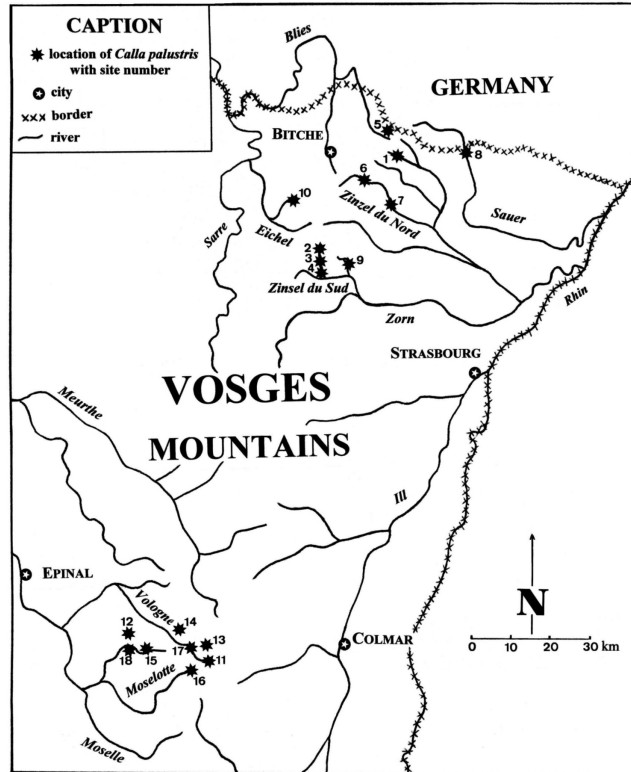 CAPTION
location of Calla palustris
with site number
city
border
river
Blies
GERMANY
5
BITCHE
1
8
6
10
7
Zinzel du Nord
Sauer
Sarre
Eichel
2
3
9
4
Zinsel du Sud
Rhin
Zorn
STRASBOURG
VOSGES
MOUNTAINS
Meurthe
Ill
EPINAL
N
Vologne
12
14
13
COLMAR
17
18
15
11
0 10 20 30 km
Moselotte
16
Moselle